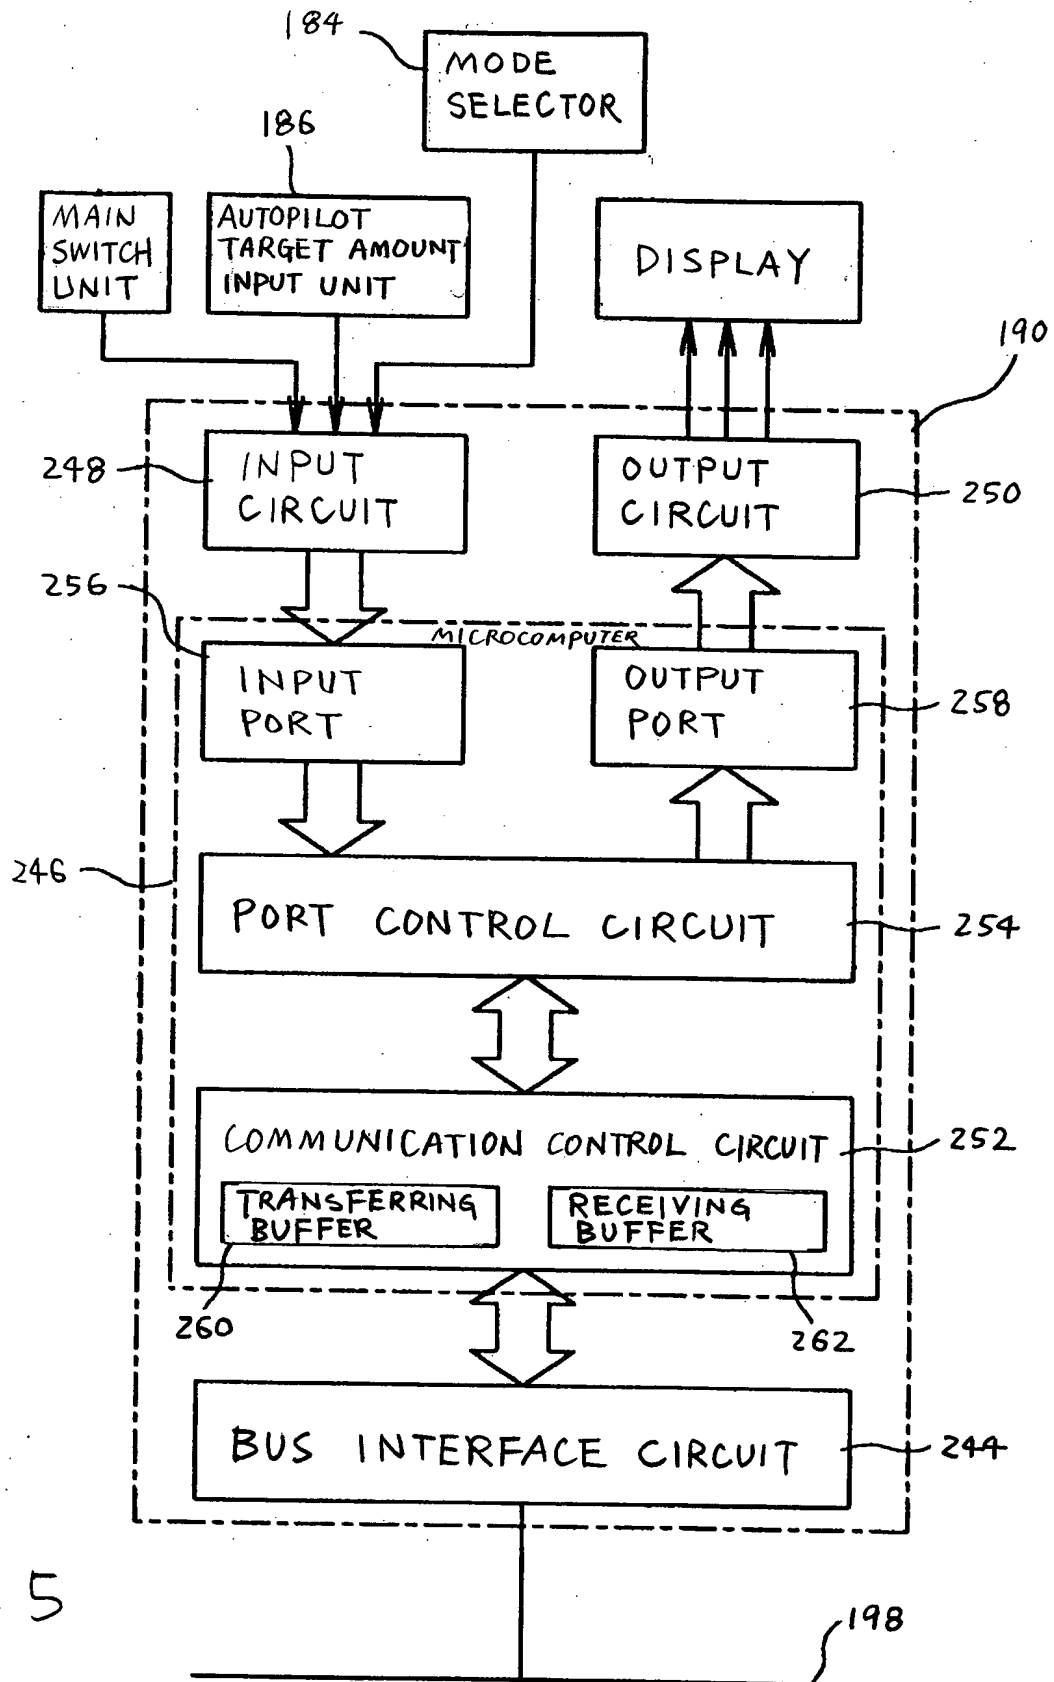 184
MODE
SELECTOR
186
MAIN
SWITCH
UNIT
AUTOPILOT
TARGET AMOUNT
INPUT UNIT
DISPLAY
190
248
INPUT
CIRCUIT
OUTPUT
CIRCUIT
250
256
MICROCOMPUTER
INPUT
PORT
OUTPUT
PORT
258
246
PORT CONTROL CIRCUIT
254
COMMUNICATION CONTROL CIRCUIT
252
TRANSFERRING
BUFFER
RECEIVING
BUFFER
260
262
BUS INTERFACE CIRCUIT
244
5
198